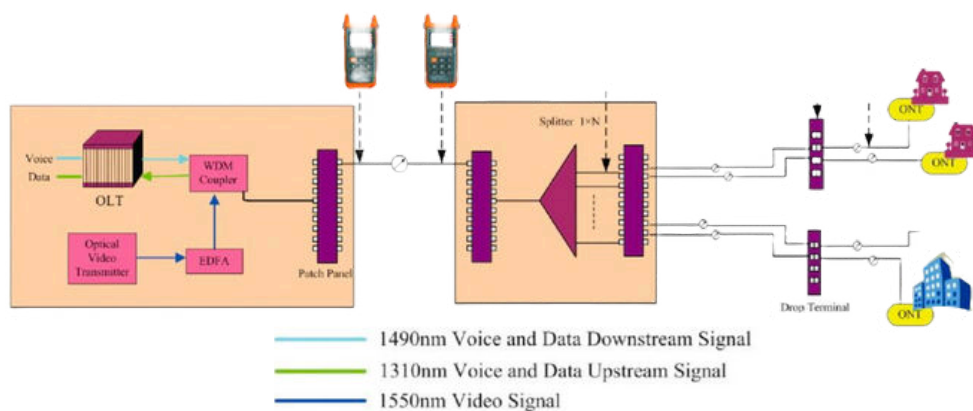 Splitter 1×N
ONT
ONT
Voice
Data
OLT
WDM
Coupler
Optical
Video
Transmitter
EDFA
Patch Panel
Drop Terminal
ONT
1490nm Voice and Data Downstream Signal
1310nm Voice and Data Upstream Signal
1550nm Video Signal